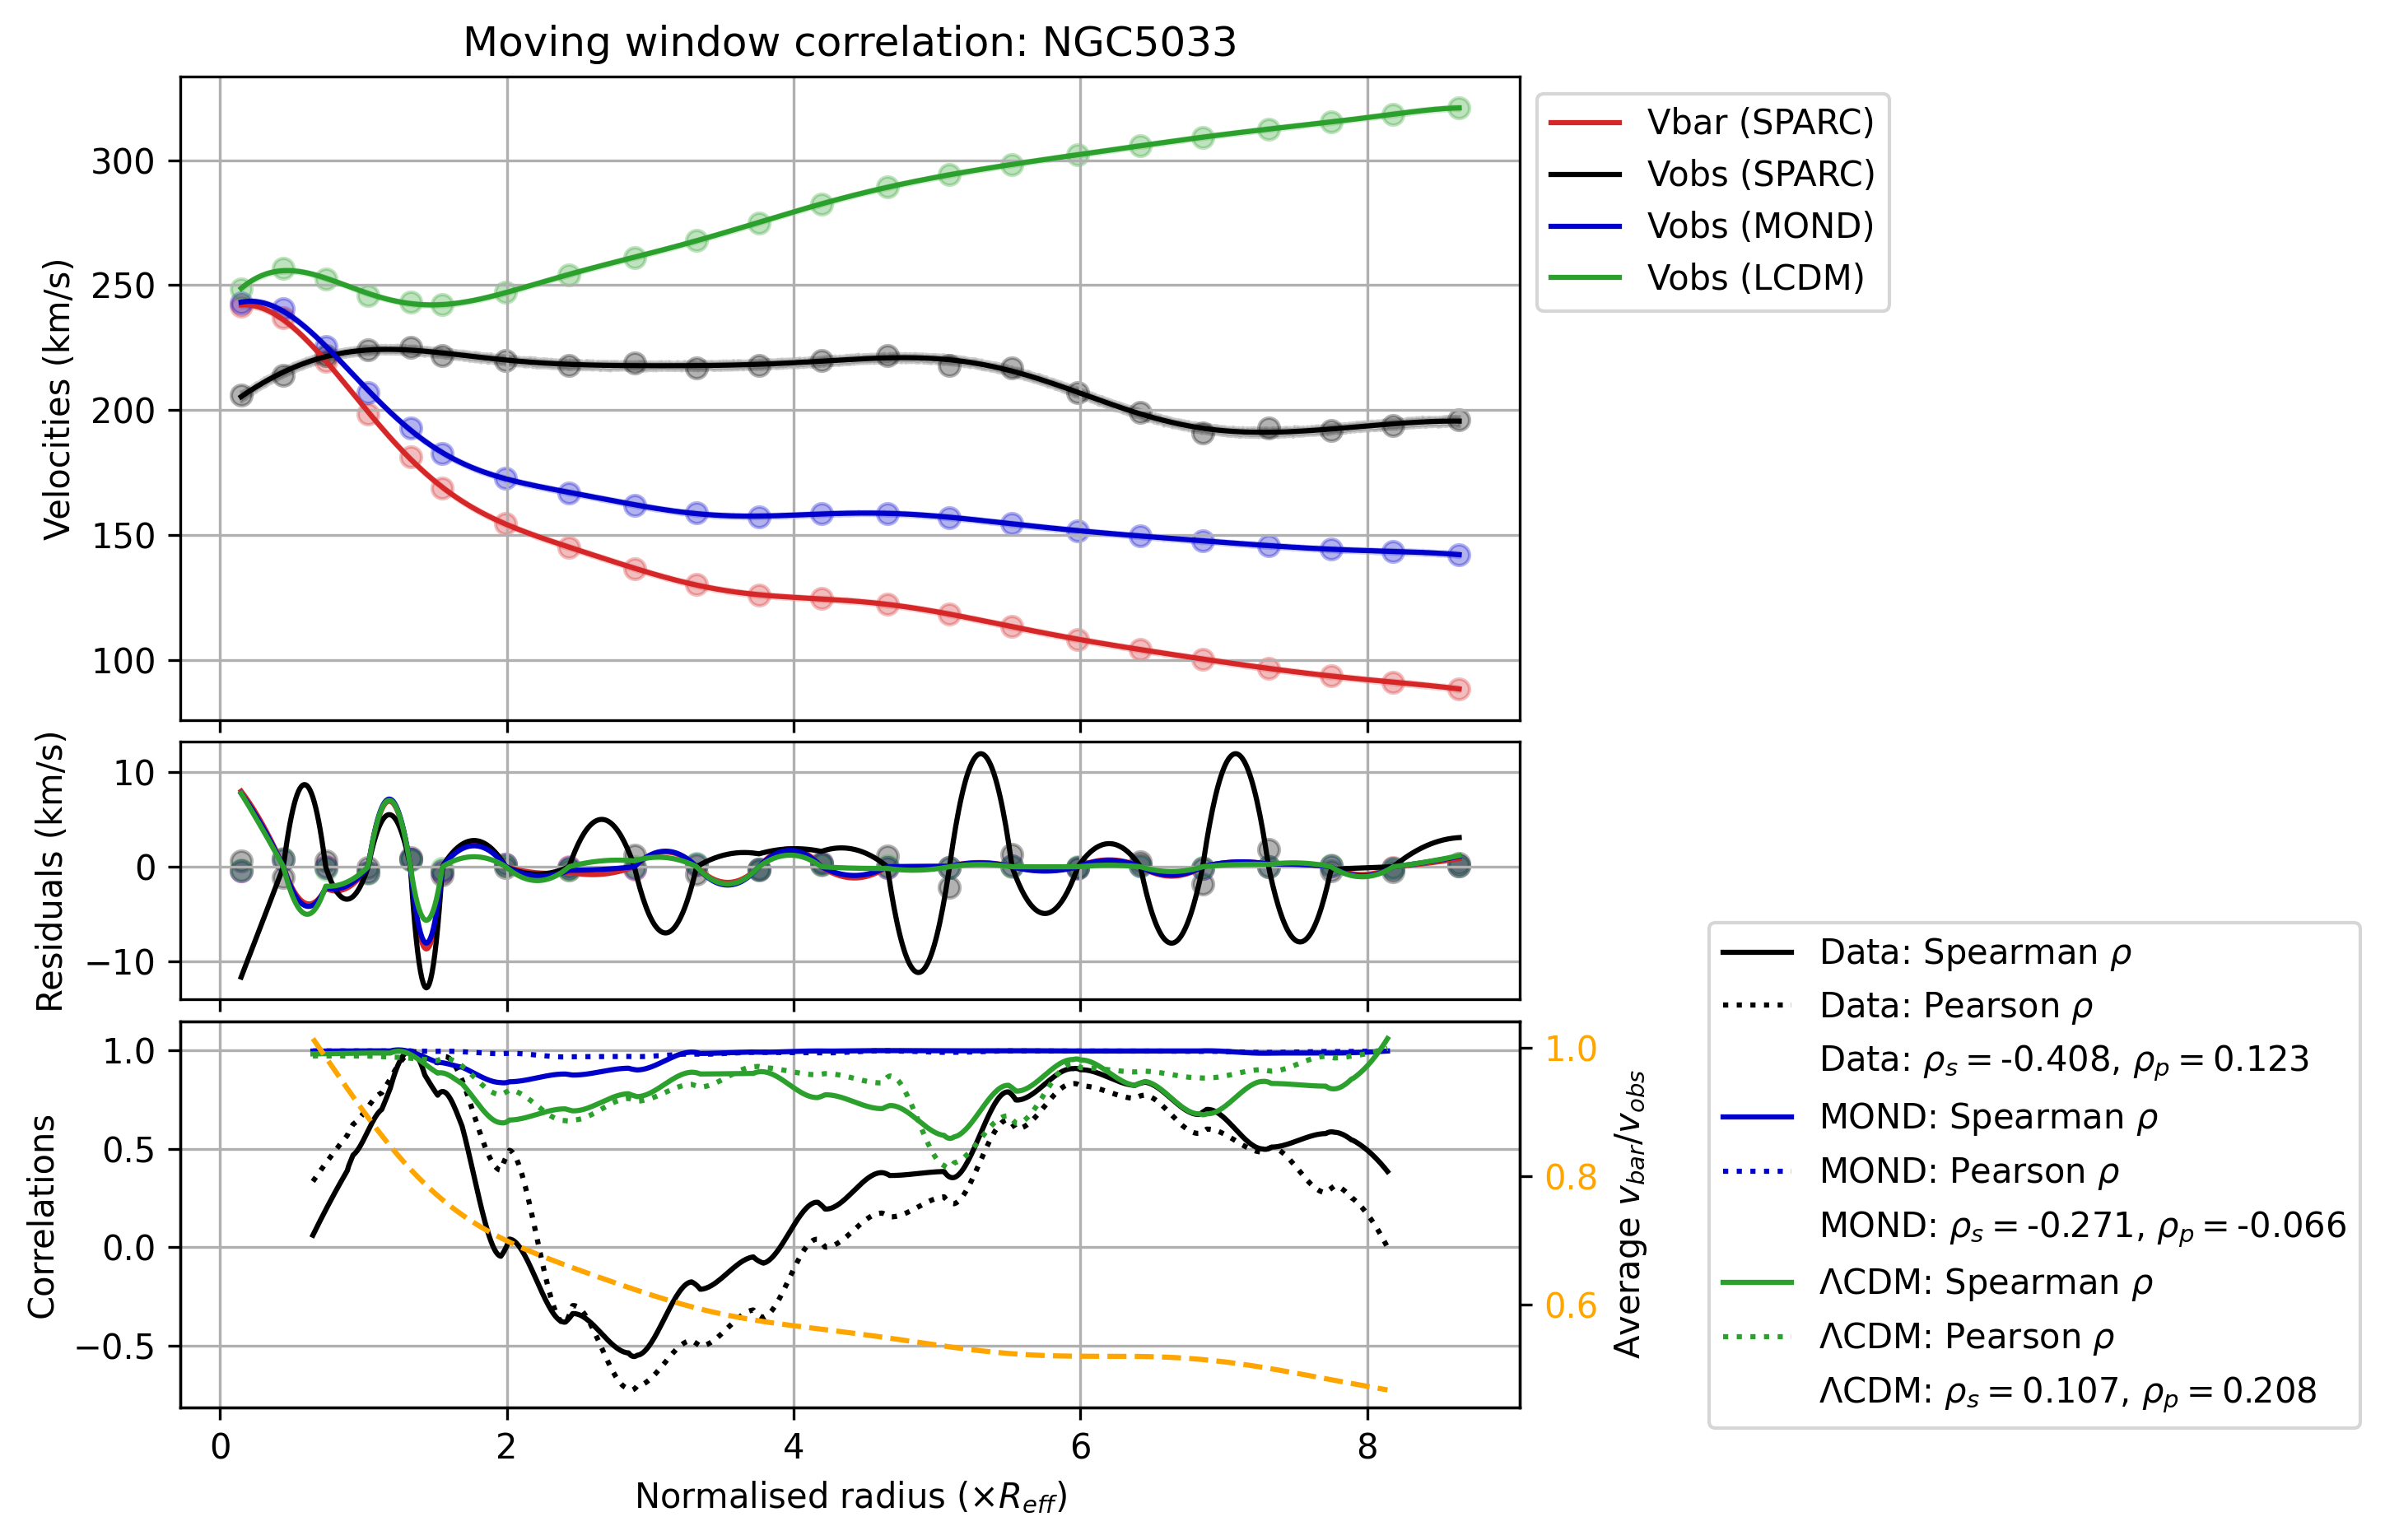 Moving window correlation: NGC5033
Velocities (km/s)
300
250
200
150
100
Vbar (SPARC)
Vobs (SPARC)
Vobs (MOND)
Vobs (LCDM)
Residuals (km/s)
10
0
−10
Correlations
1.0
0.5
0.0
−0.5
1.0
0.8
0.6
Average v_bar/v_obs
0 2 4 6 8
Normalised radius (×R_eff)
Data: Spearman ρ
Data: Pearson ρ
Data: ρ_s = -0.408, ρ_p = 0.123
MOND: Spearman ρ
MOND: Pearson ρ
MOND: ρ_s = -0.271, ρ_p = -0.066
ΛCDM: Spearman ρ
ΛCDM: Pearson ρ
ΛCDM: ρ_s = 0.107, ρ_p = 0.208